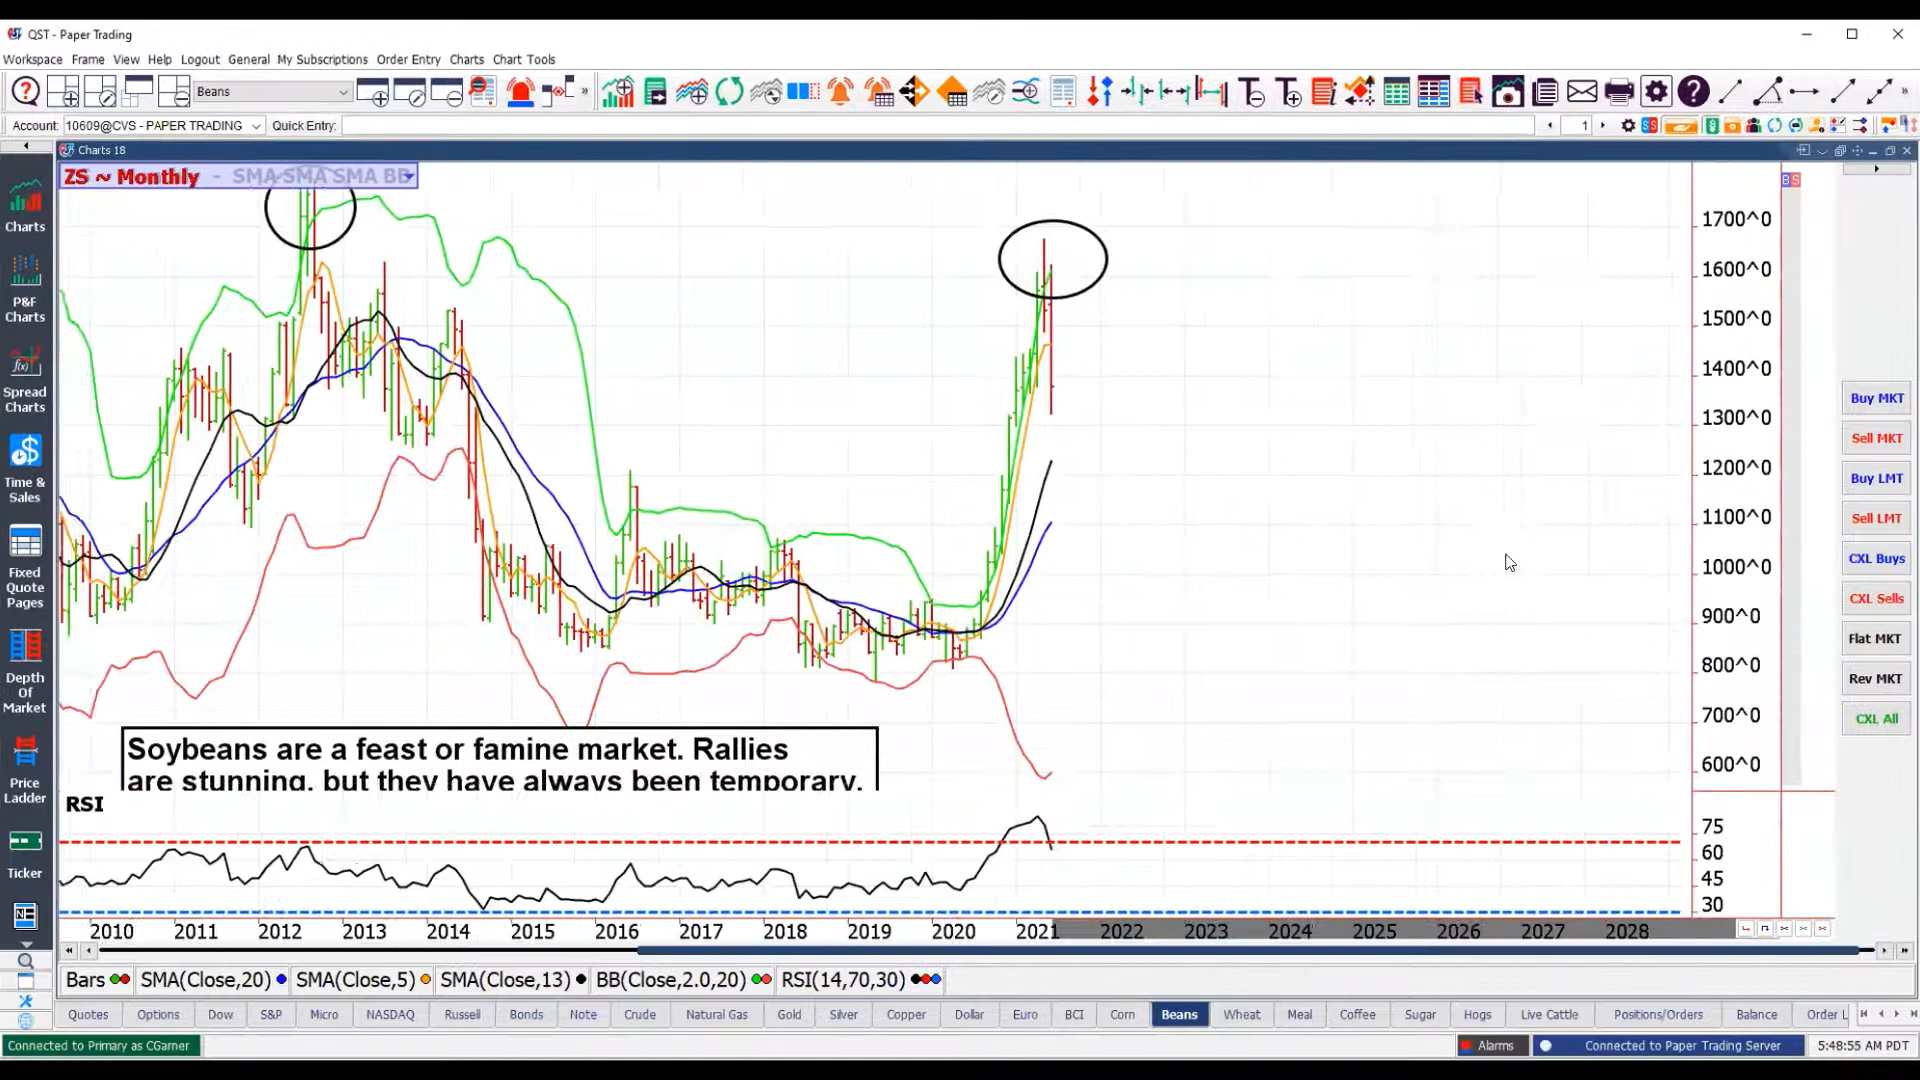 QST - Paper Trading
Workspace Frame View Help Logout General My Subscriptions Order Entry Charts Chart Tools
Beans
Account: 10609@CVS - PAPER TRADING Quick Entry: 1
Charts 18
ZS ~ Monthly - SMA SMA SMA BB
BS
Charts
P&F Charts
Spread Charts
Time & Sales
Fixed Quote Pages
Depth Of Market
Price Ladder
Ticker
1700^0
1600^0
1500^0
1400^0
1300^0
1200^0
1100^0
1000^0
900^0
800^0
700^0
600^0
Buy MKT
Sell MKT
Buy LMT
Sell LMT
CXL Buys
CXL Sells
Flat MKT
Rev MKT
CXL All
Soybeans are a feast or famine market. Rallies
are stunning, but they have always been temporary.
RSI
75
60
45
30
2010 2011 2012 2013 2014 2015 2016 2017 2018 2019 2020 2021 2022 2023 2024 2025 2026 2027 2028
Bars SMA(Close,20) SMA(Close,5) SMA(Close,13) BB(Close,2.0,20) RSI(14,70,30)
Quotes Options Dow S&P Micro NASDAQ Russell Bonds Note Crude Natural Gas Gold Silver Copper Dollar Euro BCI Corn Beans Wheat Meal Coffee Sugar Hogs Live Cattle Positions/Orders Balance Order L
Connected to Primary as CGarner Alarms Connected to Paper Trading Server 5:48:55 AM PDT